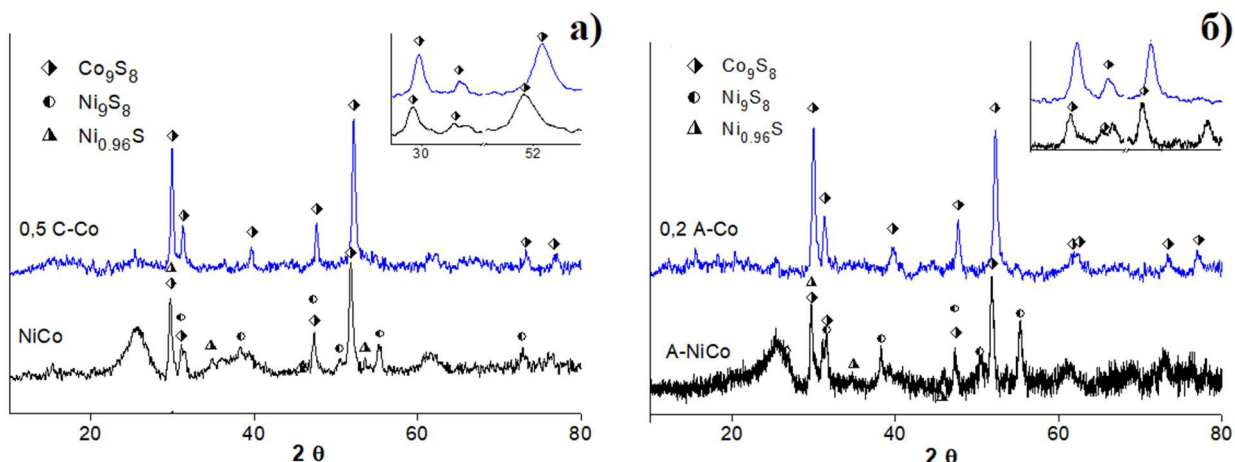 а)
Co9S8
Ni9S8
Ni0.96S
30
52
0,5 C-Co
NiCo
20
40
60
80
2 θ
б)
Co9S8
Ni9S8
Ni0.96S
0,2 A-Co
A-NiCo
20
40
60
80
2 θ